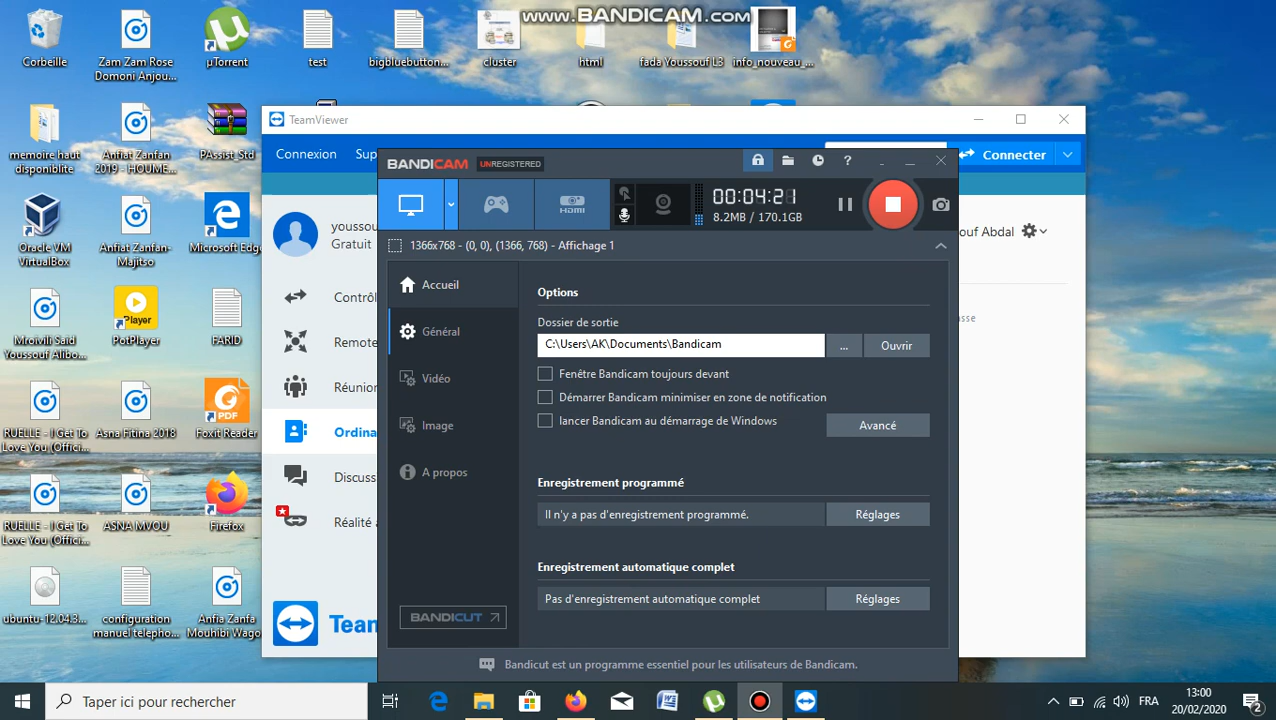 www.BANDICAM.com
Corbeille
Zam Zam Rose
Domoni Anjou...
µTorrent
test
bigbluebutton...
cluster
html
fada Youssouf L3
info_nouveau_...
memoire haut
disponiblite
Anfiat Zanfan
2019 - HOUME...
PAssist_Std
Oracle VM
VirtualBox
Anfiat Zanfan-
Majitso
Microsoft Edge
Mroivili Said
Youssouf Alibo...
PotPlayer
Player
FARID
RUELLE - I Get To
Love You (Offici...
Asna Fitina 2018
PDF
Foxit Reader
RUELLE - I Get To
Love You (Offici...
ASNA MVOU
Firefox
ubuntu-12.04.3...
configuration
manuel telepho...
Anfia Zanfa
Mouhibi Wago...
TeamViewer
Connexion
Sup
Connecter
youssou
Gratuit
ouf Abdal
Contrôl
Remote
Réunion
Ordina
Discuss
Réalité a
asse
Team
BANDICAM UNREGISTERED
HDMI
00:04:21
8.2MB / 170.1GB
1366x768 - (0, 0), (1366, 768) - Affichage 1
Accueil
Général
Vidéo
Image
A propos
BANDICUT
Options
Dossier de sortie
C:\Users\AK\Documents\Bandicam
...
Ouvrir
Fenêtre Bandicam toujours devant
Démarrer Bandicam minimiser en zone de notification
lancer Bandicam au démarrage de Windows
Avancé
Enregistrement programmé
Il n'y a pas d'enregistrement programmé.
Réglages
Enregistrement automatique complet
Pas d'enregistrement automatique complet
Réglages
Bandicut est un programme essentiel pour les utilisateurs de Bandicam.
Taper ici pour rechercher
FRA
13:00
20/02/2020
2